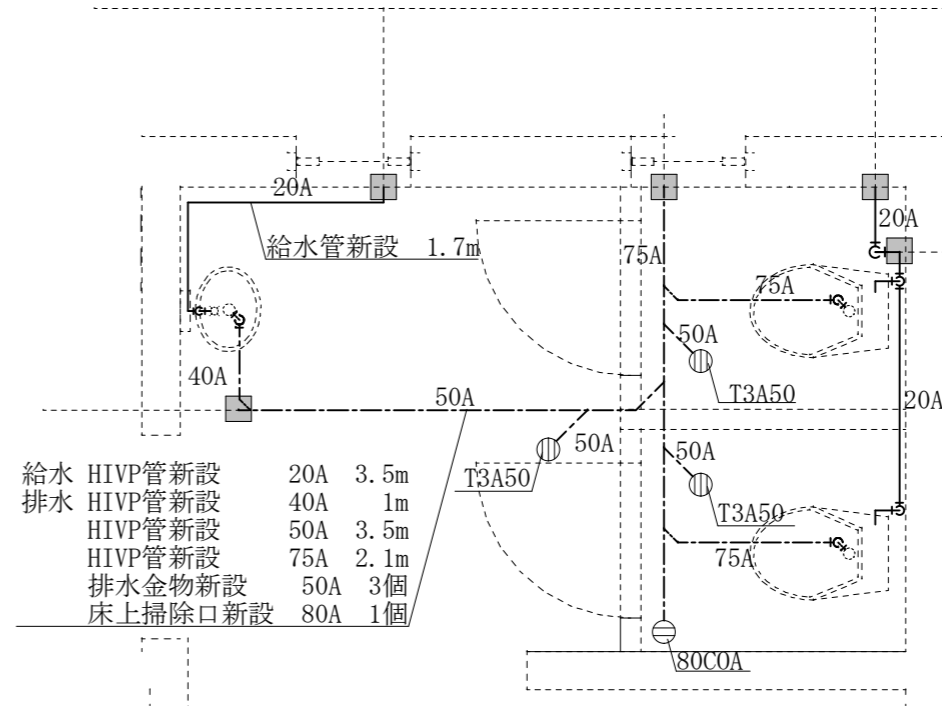 20A
20A
給水管新設 1.7m
75A
75A
50A
T3A50
40A
50A
20A
50A
50A
T3A50
T3A50
75A
給水 HIVP管新設 20A 3.5m
排水 HIVP管新設 40A 1m
HIVP管新設 50A 3.5m
HIVP管新設 75A 2.1m
排水金物新設 50A 3個
床上掃除口新設 80A 1個
80COA